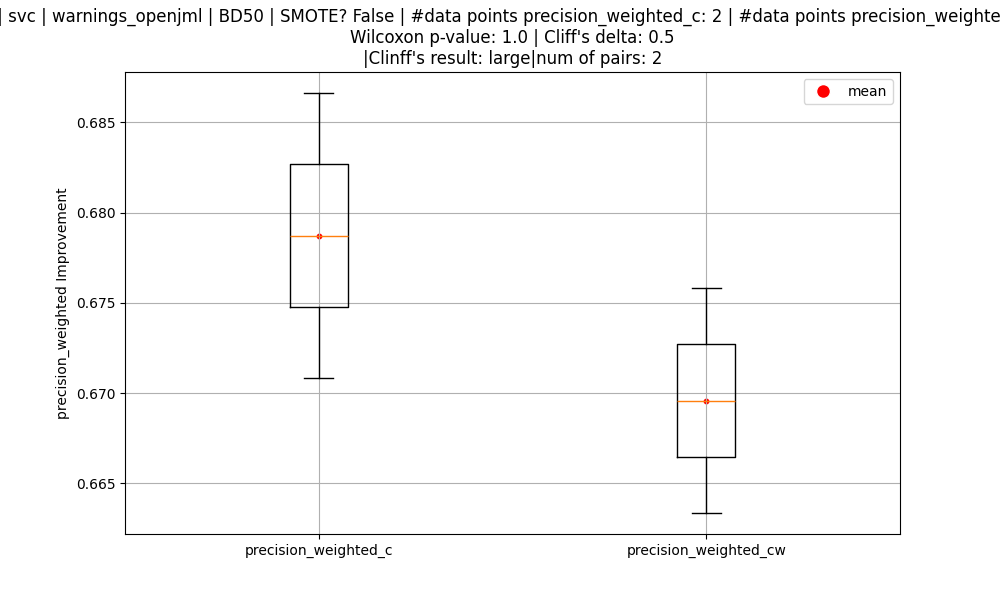 | svc | warnings_openjml | BD50 | SMOTE? False | #data points precision_weighted_c: 2 | #data points precision_weighte
Wilcoxon p-value: 1.0 | Cliff's delta: 0.5
|Clinff's result: large|num of pairs: 2
mean
0.685
0.680
0.675
0.670
0.665
precision_weighted Improvement
precision_weighted_c
precision_weighted_cw